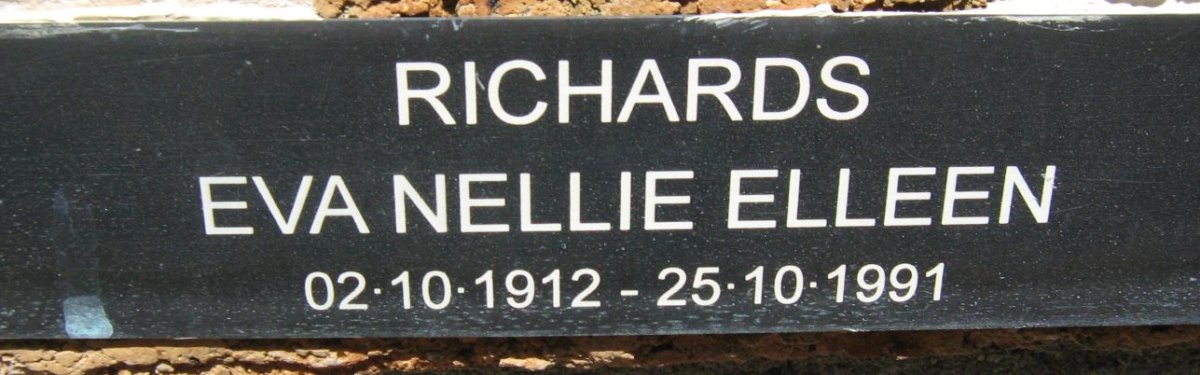 RICHARDS
EVA NELLIE ELLEEN
02·10·1912 - 25·10·1991